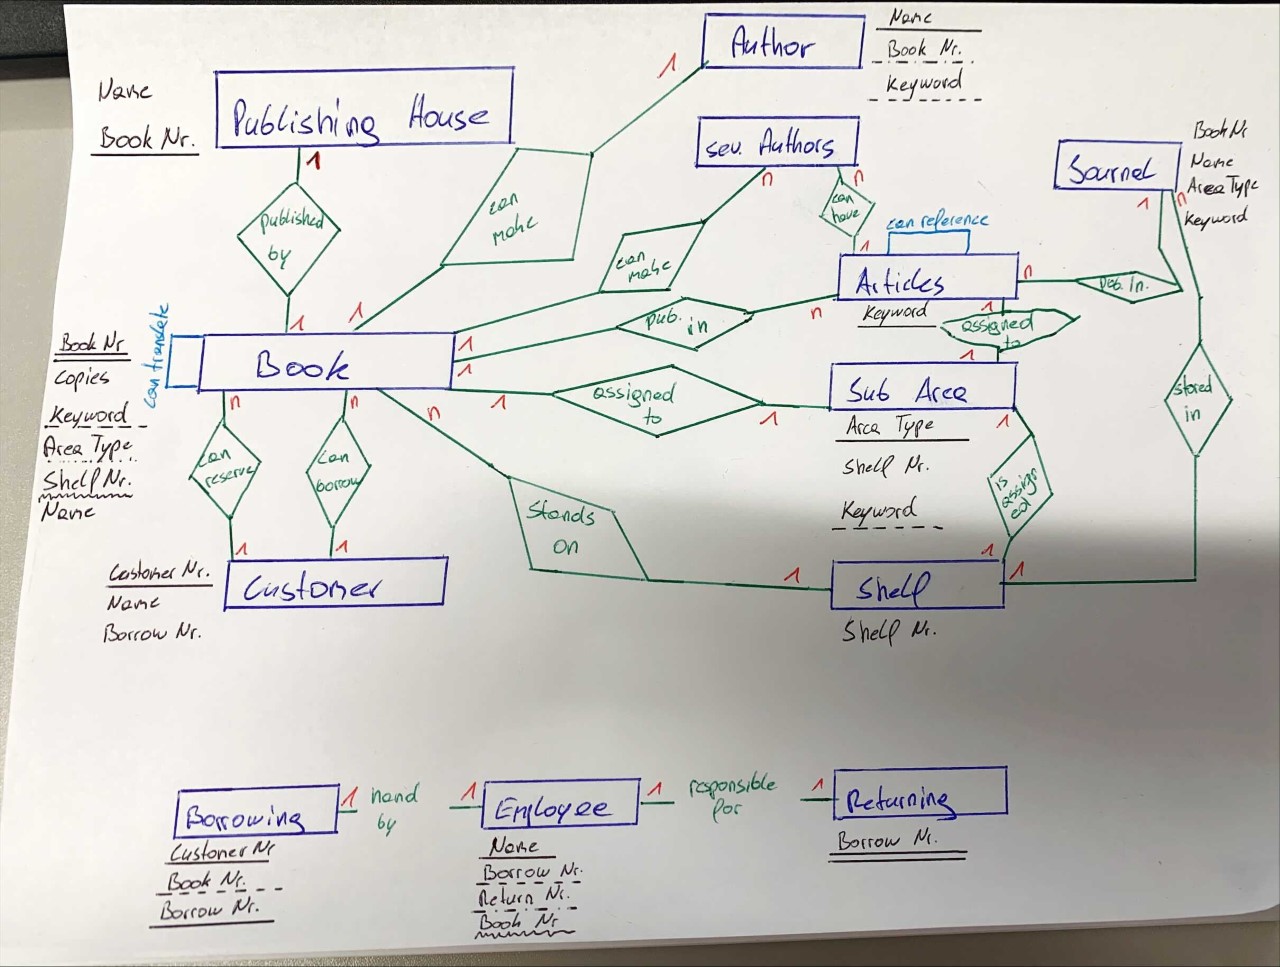 Name
Book Nr.
Publishing House
1
published
by
1
Author
Name
Book Nr.
Keyword
1
can
make
1
sev. Authors
n
n
can
make
1
can
have
1
Journal
Book Nr
Name
Area Type
Keyword
1
n
can reference
Articles
Keyword
n
Pub. in.
pub.
in
n
1
1
assigned
to
1
can translate
Book
Book Nr
Copies
Keyword
Area Type
Shelf Nr.
Name
1
assigned
to
1
Sub Area
Area Type
Shelf Nr.
Keyword
1
is
assign
ed
1
stored
in
1
n
can
reserve
1
n
can
borrow
1
n
Stands
on
1
Customer
Customer Nr.
Name
Borrow Nr.
Shelf
Shelf Nr.
Borrowing
Customer Nr
Book Nr.
Borrow Nr.
1
hand
by
1
Employee
Name
Borrow Nr.
Return Nr.
Book Nr
1
responsible
for
1
Returning
Borrow Nr.